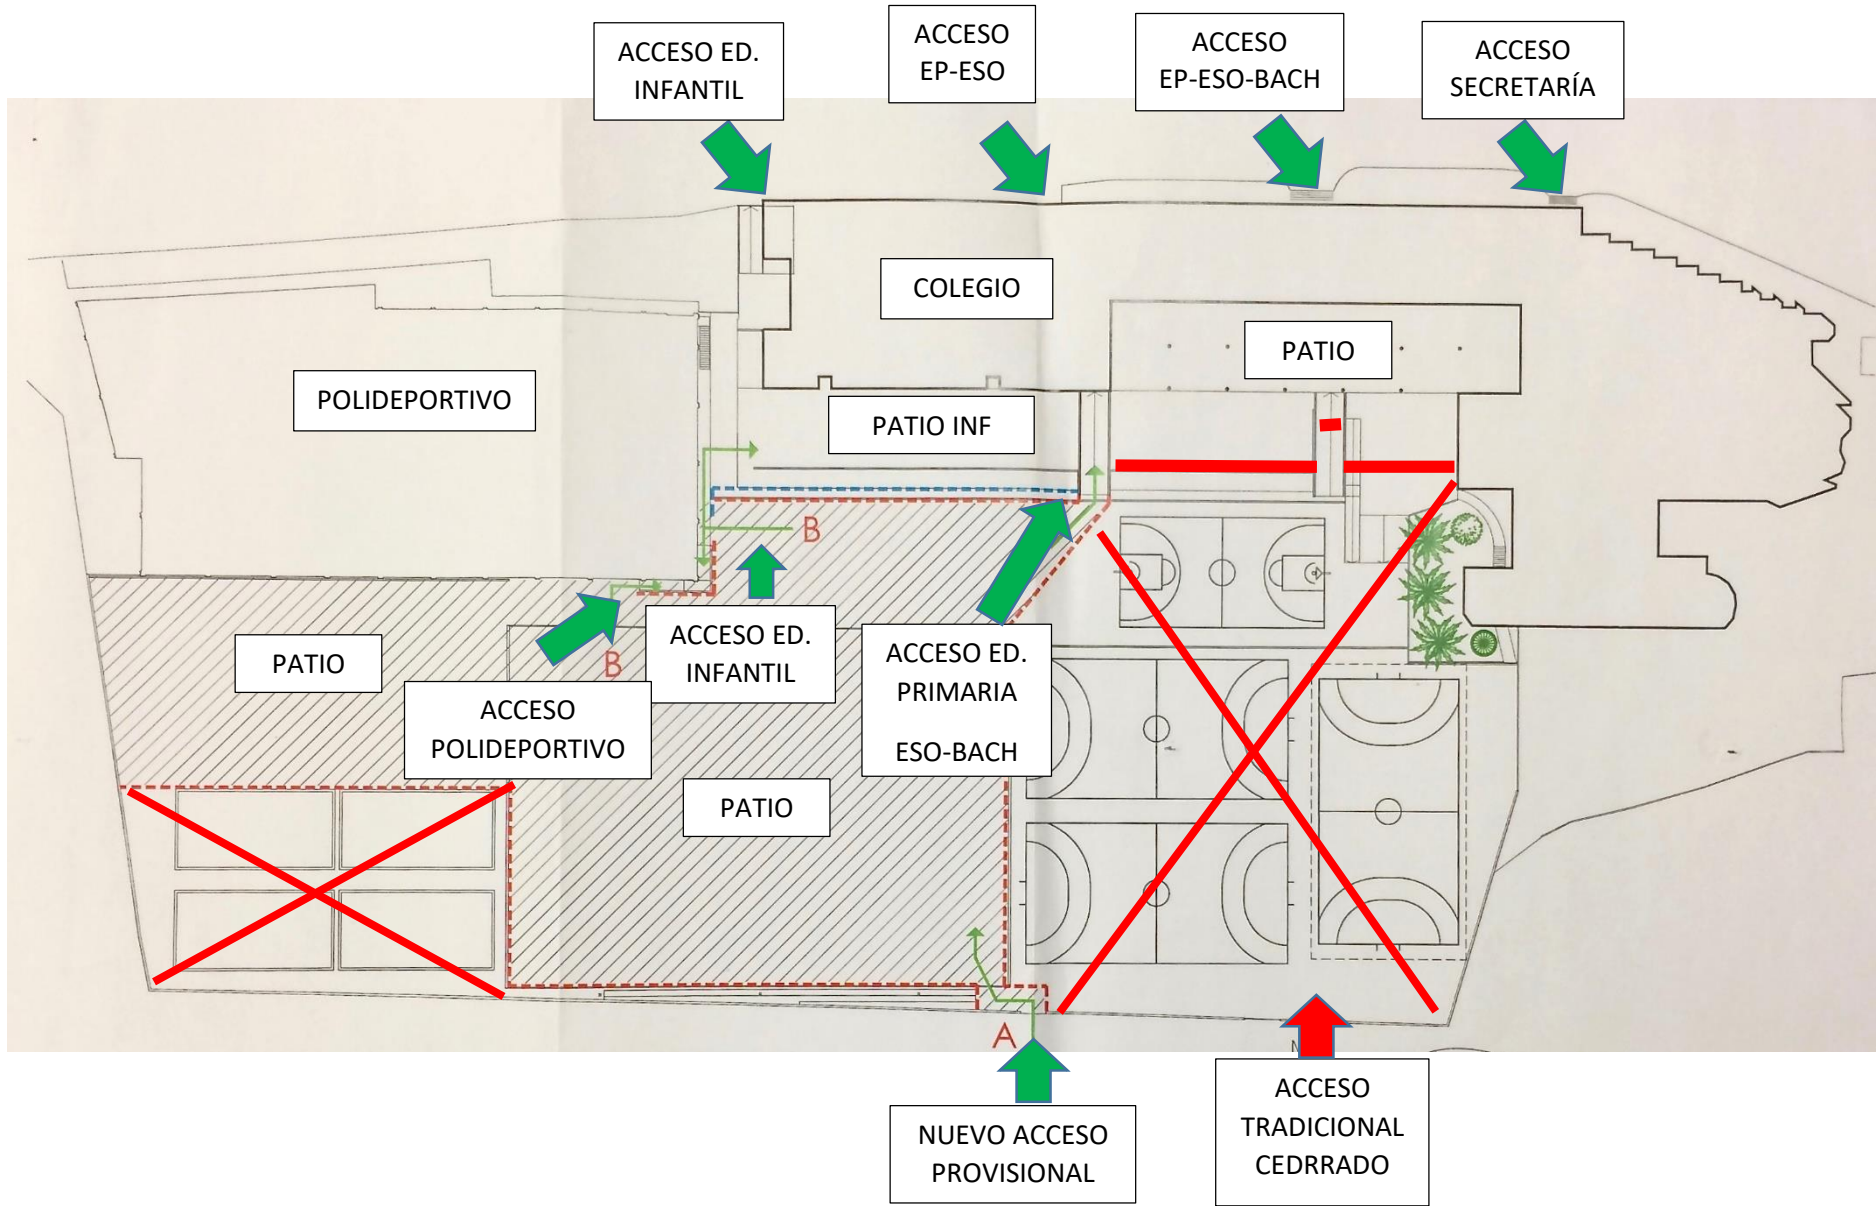 ACCESO ED.
INFANTIL
ACCESO
EP-ESO
ACCESO
EP-ESO-BACH
ACCESO
SECRETARÍA
COLEGIO
PATIO
POLIDEPORTIVO
PATIO INF
B
B
ACCESO ED.
INFANTIL
ACCESO ED.
PRIMARIA
ESO-BACH
PATIO
ACCESO
POLIDEPORTIVO
PATIO
A
NUEVO ACCESO
PROVISIONAL
ACCESO
TRADICIONAL
CEDRRADO